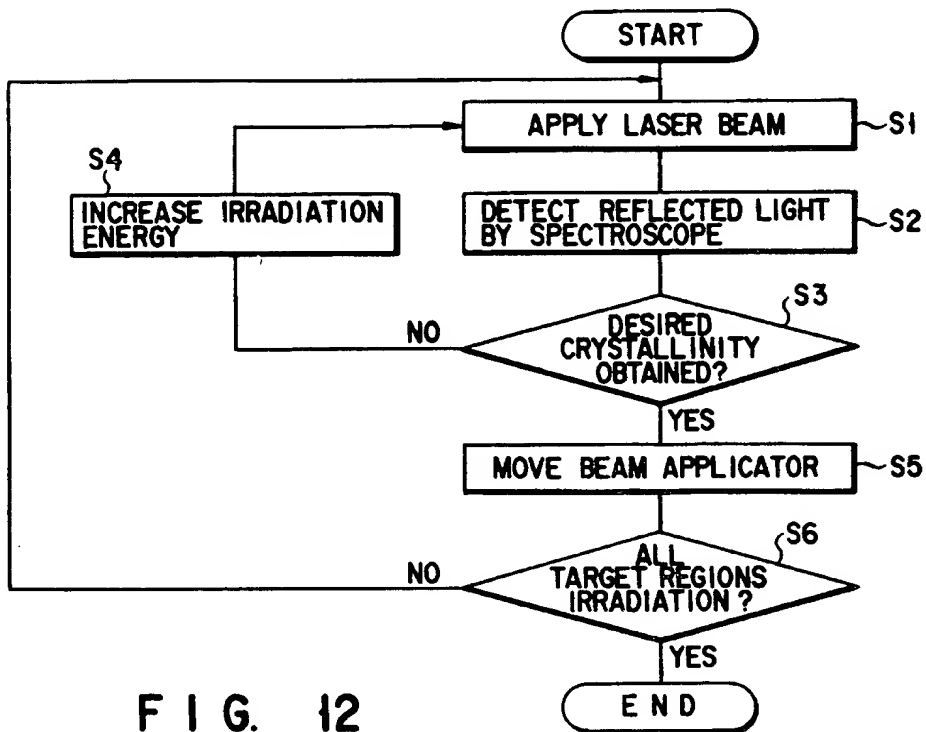 START
APPLY LASER BEAM
S1
S4
INCREASE IRRADIATION
ENERGY
DETECT REFLECTED LIGHT
BY SPECTROSCOPE
S2
S3
NO
DESIRED
CRYSTALLINITY
OBTAINED?
YES
MOVE BEAM APPLICATOR
S5
S6
NO
ALL
TARGET REGIONS
IRRADIATION?
YES
END
FIG. 12